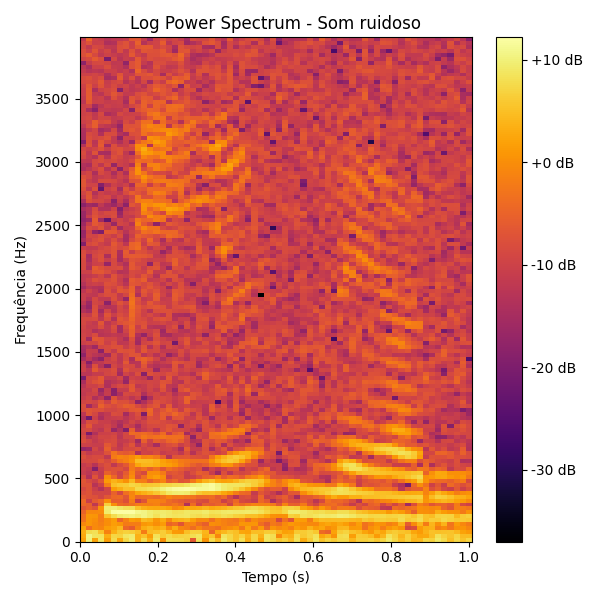 Log Power Spectrum - Som ruidoso
Frequência (Hz)
3500
3000
2500
2000
1500
1000
500
0
0.0
0.2
0.4
0.6
0.8
1.0
Tempo (s)
+10 dB
+0 dB
-10 dB
-20 dB
-30 dB